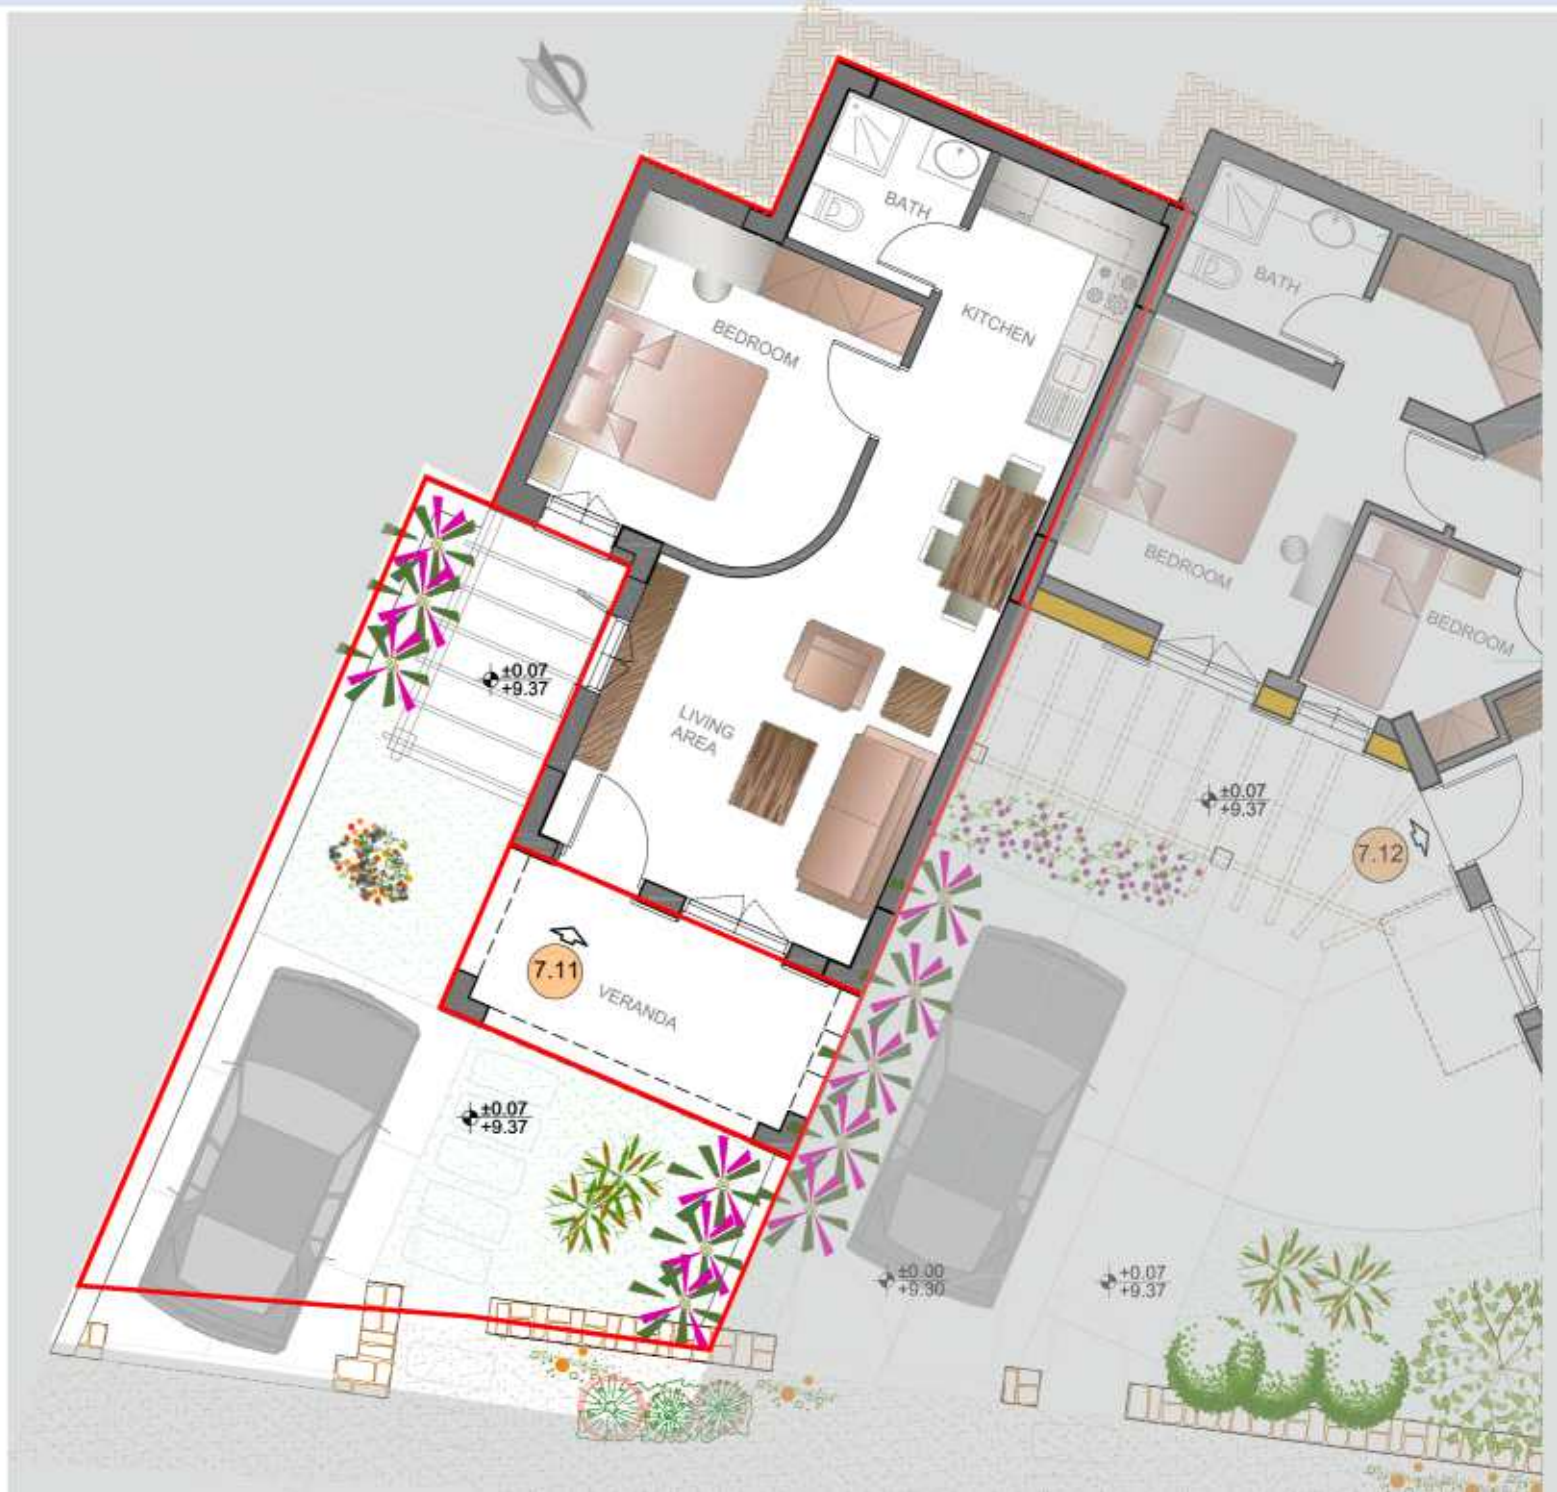 BATH
KITCHEN
BEDROOM
BATH
BEDROOM
BEDROOM
±0.07
+9.37
LIVING
AREA
±0.07
+9.37
7.12
7.11
VERANDA
±0.07
+9.37
±0.00
+9.30
+0.07
+9.37